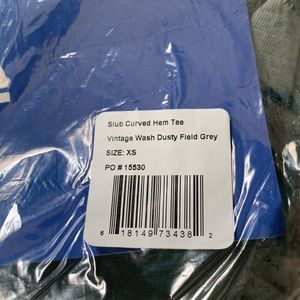 Slub Curved Hem Tee
Vintage Wash Dusty Field Grey
SIZE: XS
PO # 15530
6 18149 73438 2